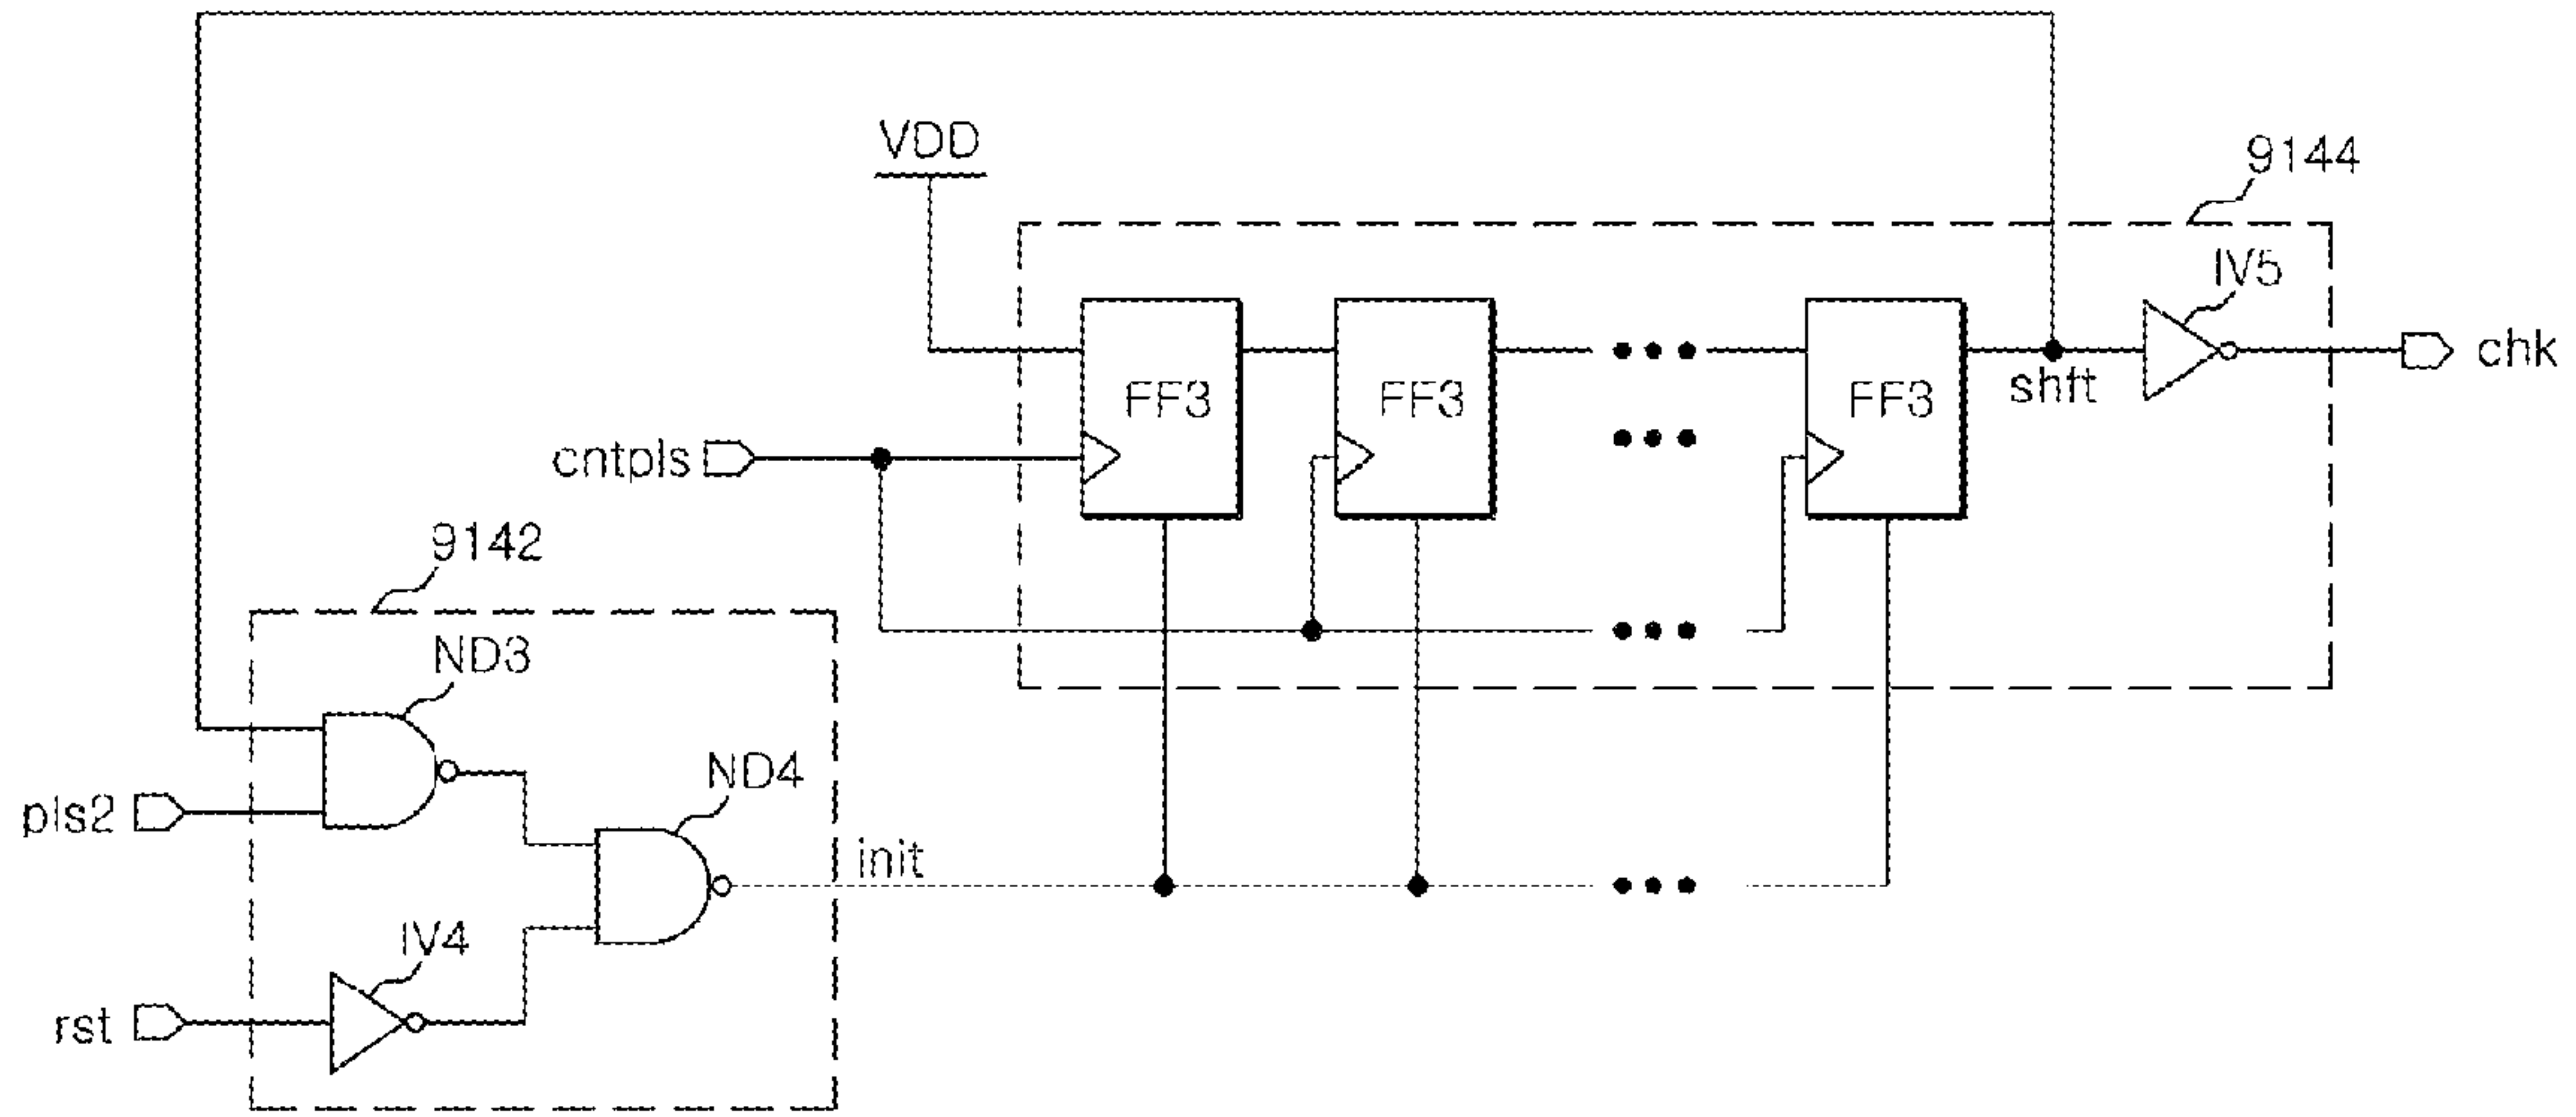 VDD
9144
IV5
FF3
FF3
FF3
shft
chk
cntpls
9142
ND3
ND4
pls2
init
IV4
rst